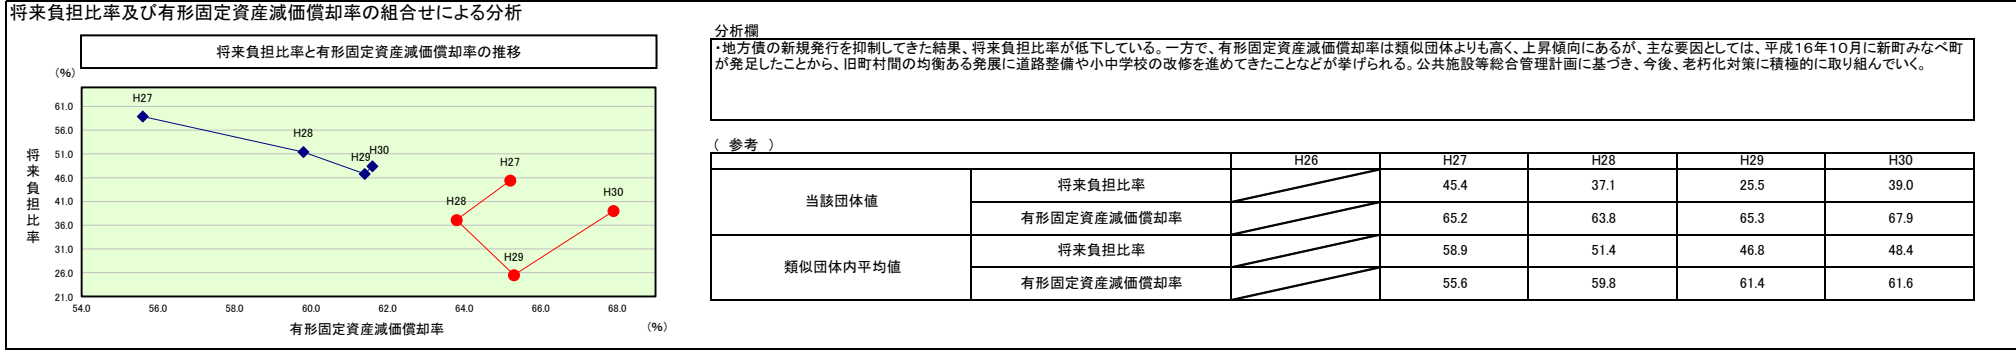 将来負担比率及び有形固定資産減価償却率の組合せによる分析
将来負担比率と有形固定資産減価償却率の推移
(%)
61.0
56.0
51.0
46.0
41.0
36.0
31.0
26.0
21.0
将来負担比率
H27
H28
H29
H30
H27
H28
H29
H30
54.0 56.0 58.0 60.0 62.0 64.0 66.0 68.0
有形固定資産減価償却率
(%)
分析欄
・地方債の新規発行を抑制してきた結果、将来負担比率が低下している。一方で、有形固定資産減価償却率は類似団体よりも高く、上昇傾向にあるが、主な要因としては、平成16年10月に新町みなべ町
が発足したことから、旧町村間の均衡ある発展に道路整備や小中学校の改修を進めてきたことなどが挙げられる。公共施設等総合管理計画に基づき、今後、老朽化対策に積極的に取り組んでいく。
( 参考 )
H26 H27 H28 H29 H30
当該団体値
将来負担比率 45.4 37.1 25.5 39.0
有形固定資産減価償却率 65.2 63.8 65.3 67.9
類似団体内平均値
将来負担比率 58.9 51.4 46.8 48.4
有形固定資産減価償却率 55.6 59.8 61.4 61.6